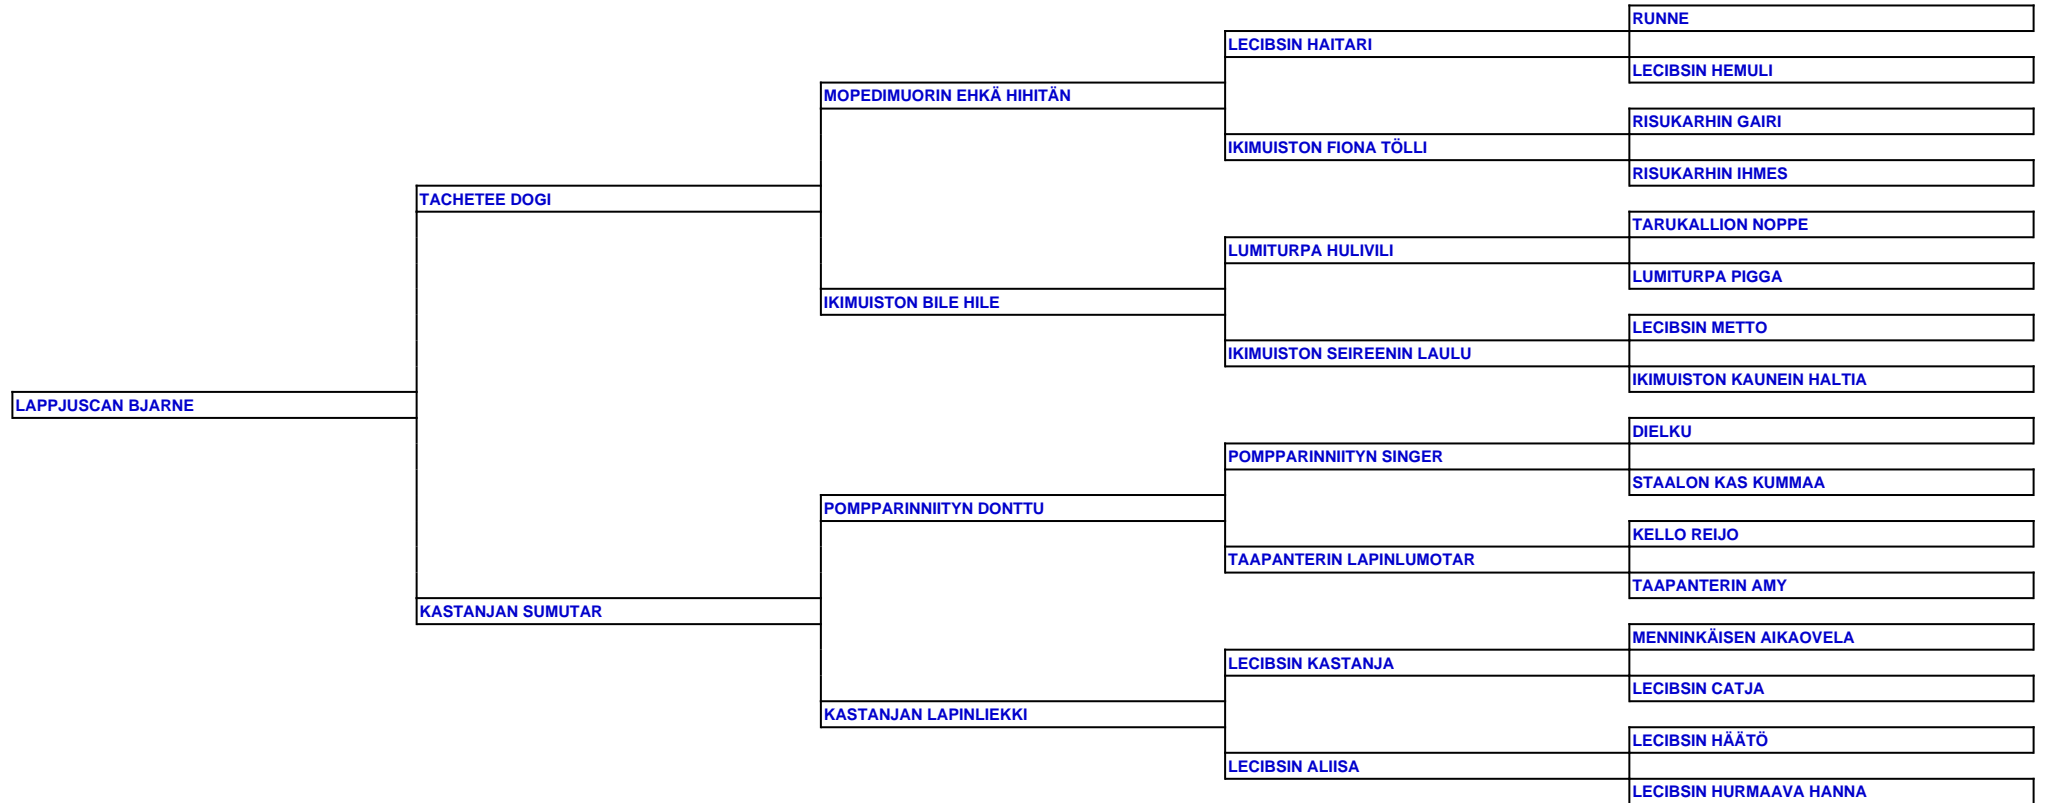 RUNNE
LECIBSIN HAITARI
LECIBSIN HEMULI
MOPEDIMUORIN EHKÄ HIHITÄN
RISUKARHIN GAIRI
IKIMUISTON FIONA TÖLLI
RISUKARHIN IHMES
TACHETEE DOGI
TARUKALLION NOPPE
LUMITURPA HULIVILI
LUMITURPA PIGGA
IKIMUISTON BILE HILE
LECIBSIN METTO
IKIMUISTON SEIREENIN LAULU
IKIMUISTON KAUNEIN HALTIA
LAPPJUSCAN BJARNE
DIELKU
POMPPARINNIITYN SINGER
STAALON KAS KUMMAA
POMPPARINNIITYN DONTTU
KELLO REIJO
TAAPANTERIN LAPINLUMOTAR
TAAPANTERIN AMY
KASTANJAN SUMUTAR
MENNINKÄISEN AIKAOVELA
LECIBSIN KASTANJA
LECIBSIN CATJA
KASTANJAN LAPINLIEKKI
LECIBSIN HÄÄTÖ
LECIBSIN ALIISA
LECIBSIN HURMAAVA HANNA